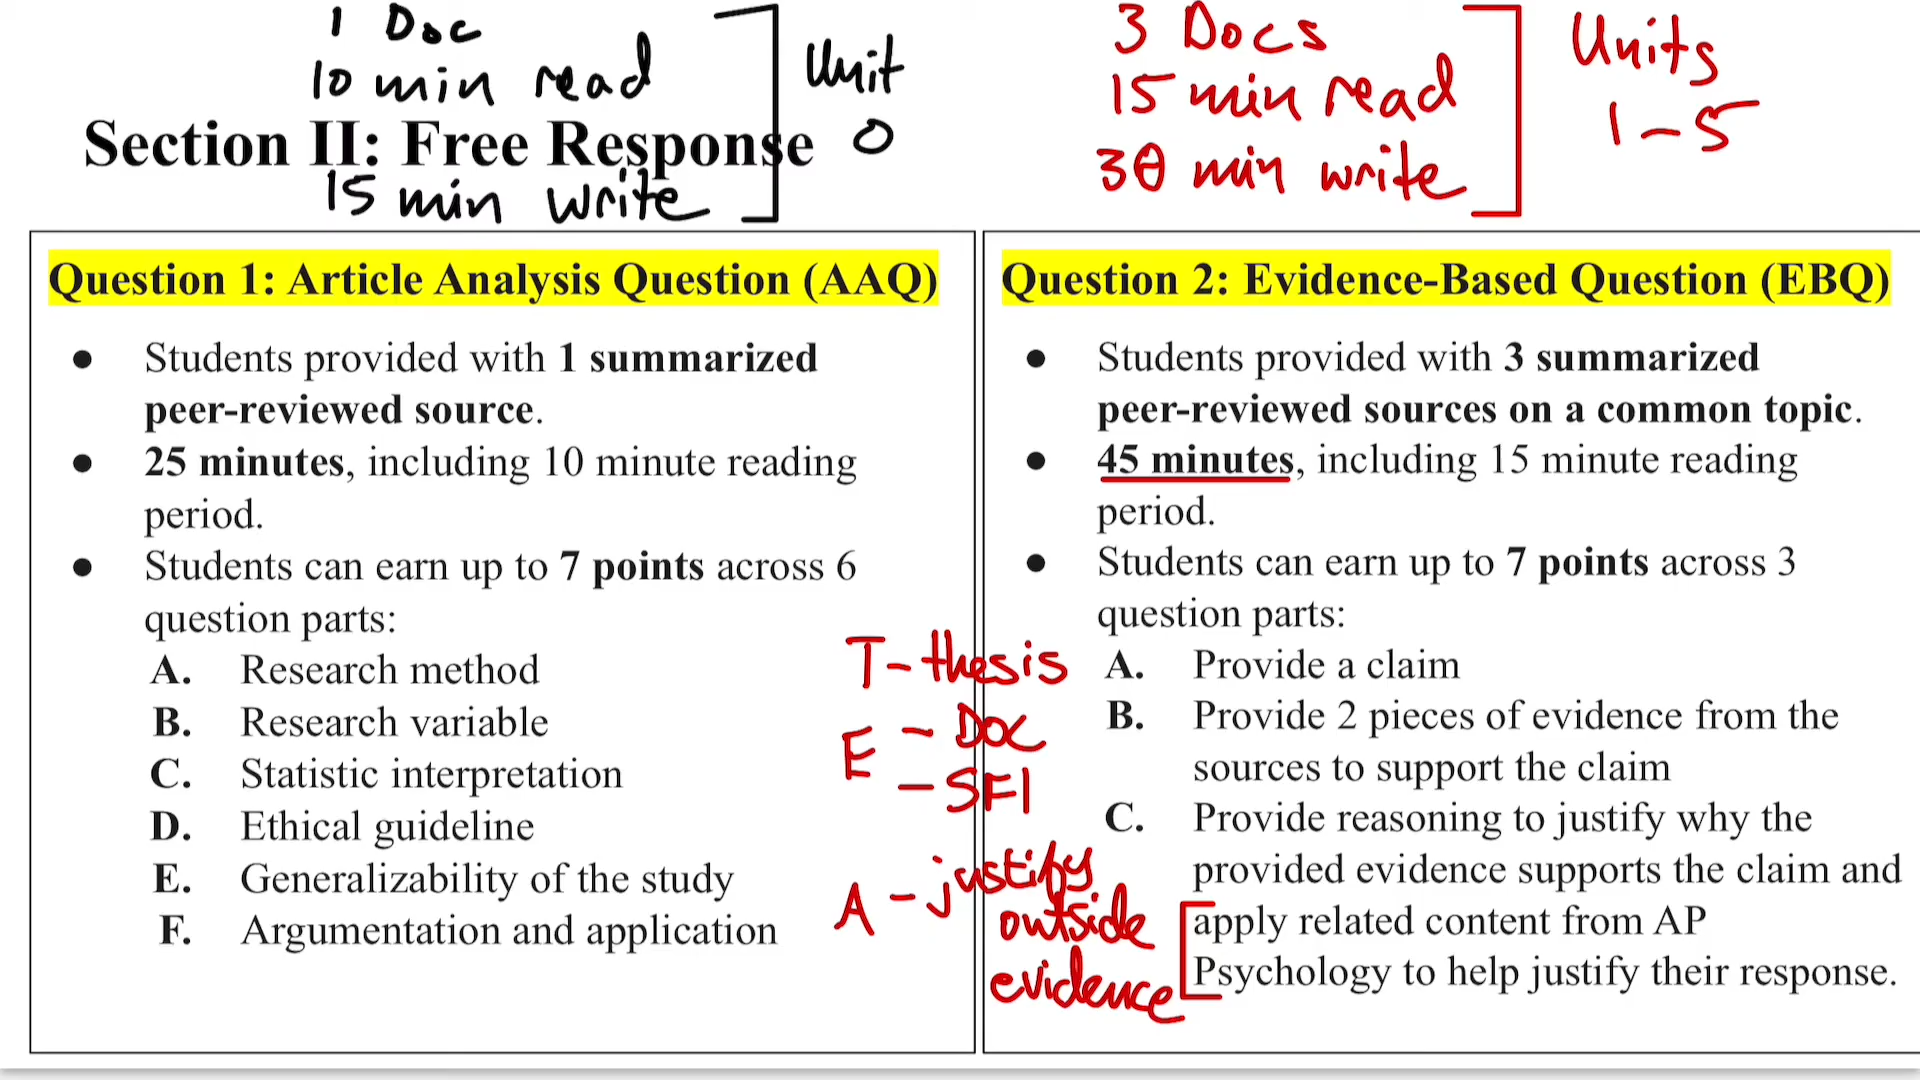 1 Doc
10 min read
Unit
0
Section II: Free Response
15 min write
3 Docs
15 min read
30 min write
Units
1-5
Question 1: Article Analysis Question (AAQ)
● Students provided with 1 summarized
peer-reviewed source.
● 25 minutes, including 10 minute reading
period.
● Students can earn up to 7 points across 6
question parts:
A. Research method
B. Research variable
C. Statistic interpretation
D. Ethical guideline
E. Generalizability of the study
F. Argumentation and application
T- thesis
E - Doc
- SFI
A - justify
outside
evidence
Question 2: Evidence-Based Question (EBQ)
● Students provided with 3 summarized
peer-reviewed sources on a common topic.
● 45 minutes, including 15 minute reading
period.
● Students can earn up to 7 points across 3
question parts:
A. Provide a claim
B. Provide 2 pieces of evidence from the
sources to support the claim
C. Provide reasoning to justify why the
provided evidence supports the claim and
apply related content from AP
Psychology to help justify their response.